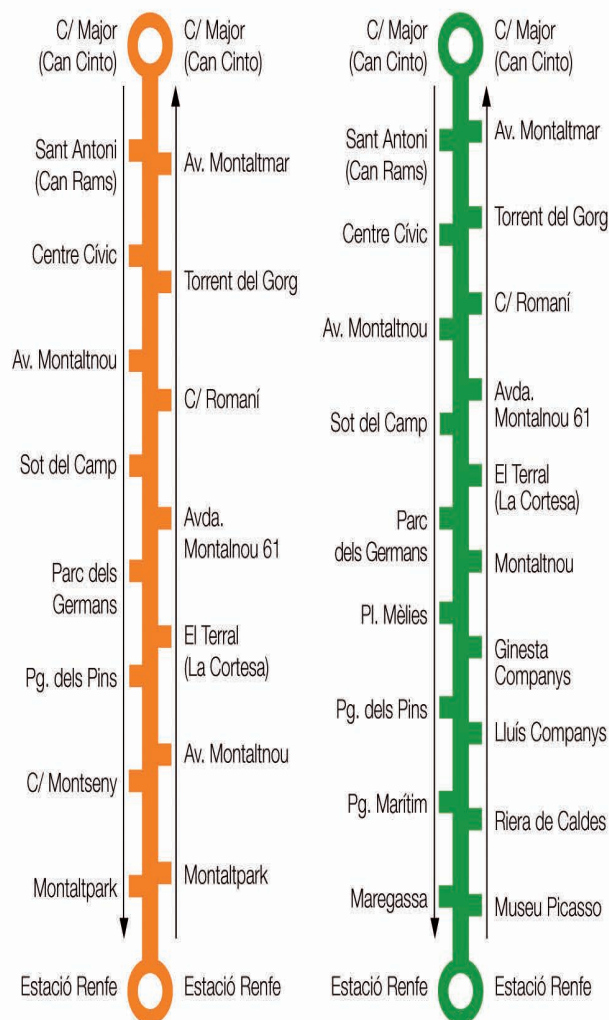 C/ Major
(Can Cinto)
Sant Antoni
(Can Rams)
Centre Cívic
Av. Montaltnou
Sot del Camp
Parc dels
Germans
Pg. dels Pins
C/ Montseny
Montaltpark
Estació Renfe
C/ Major
(Can Cinto)
Av. Montaltmar
Torrent del Gorg
C/ Romaní
Avda.
Montalnou 61
El Terral
(La Cortesa)
Av. Montaltnou
Montaltpark
Estació Renfe
C/ Major
(Can Cinto)
Sant Antoni
(Can Rams)
Centre Cívic
Av. Montaltnou
Sot del Camp
Parc
dels Germans
Pl. Mèlies
Pg. dels Pins
Pg. Marítim
Maregassa
Estació Renfe
C/ Major
(Can Cinto)
Av. Montaltmar
Torrent del Gorg
C/ Romaní
Avda.
Montalnou 61
El Terral
(La Cortesa)
Montaltnou
Ginesta
Companys
Lluís Companys
Riera de Caldes
Museu Picasso
Estació Renfe